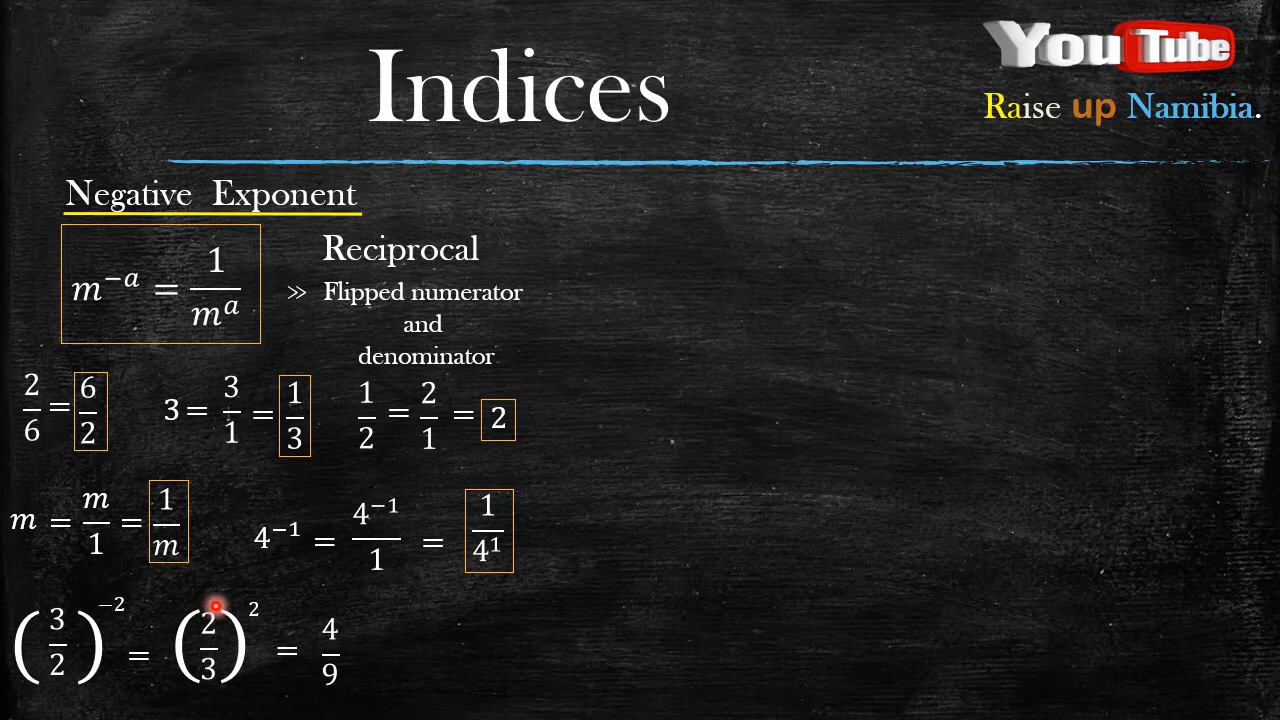 Indices
YouTube
Raise up Namibia.
Negative Exponent
m⁻ᵃ = 1/mᵃ
Reciprocal
≫ Flipped numerator
and
denominator
2/6 = 6/2
3 = 3/1 = 1/3
1/2 = 2/1 = 2
m = m/1 = 1/m
4⁻¹ = 4⁻¹/1 = 1/4¹
(3/2)⁻² = (2/3)² = 4/9